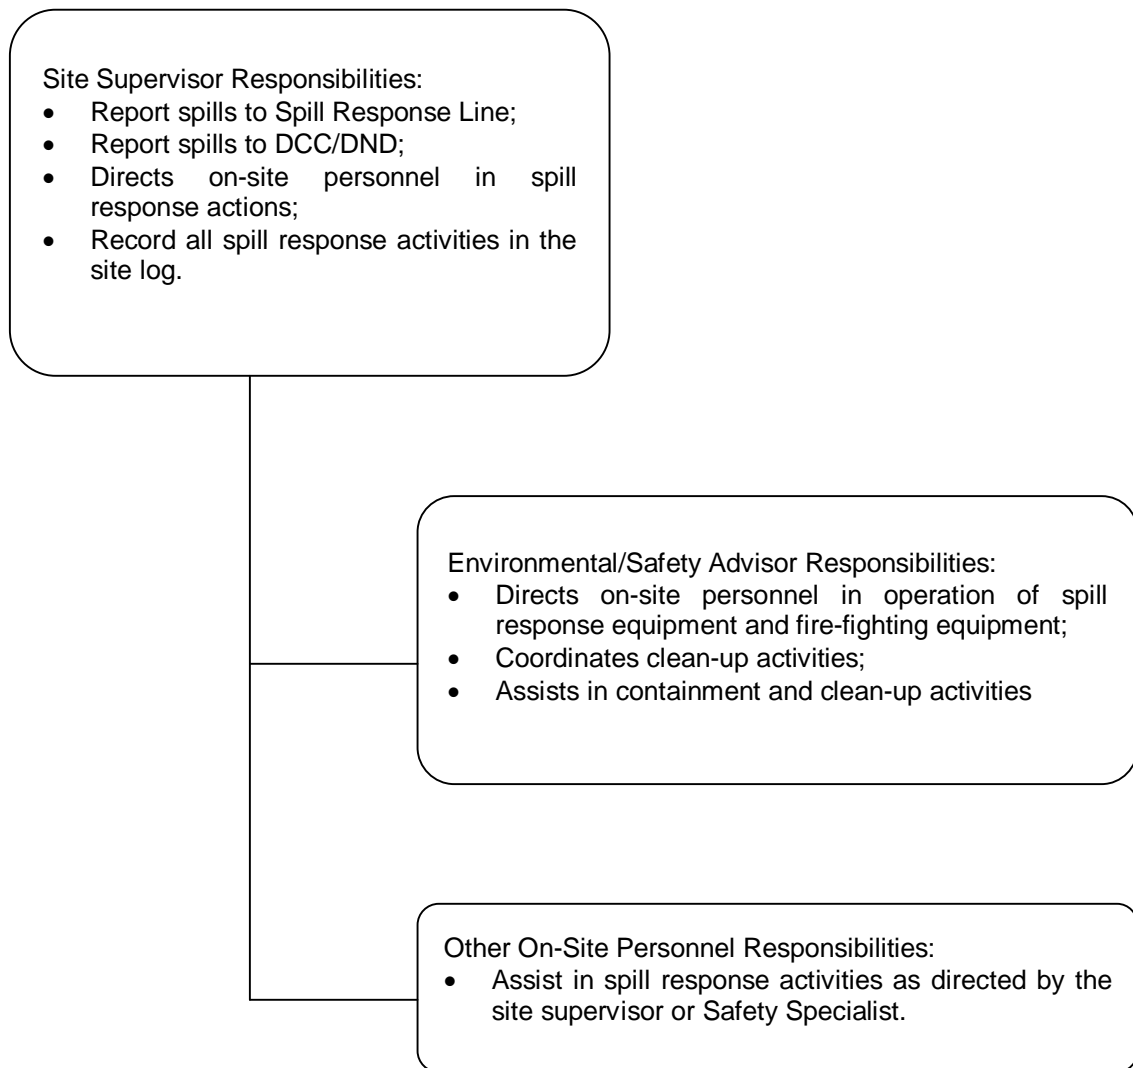 Site Supervisor Responsibilities:
• Report spills to Spill Response Line;
• Report spills to DCC/DND;
• Directs on-site personnel in spill
response actions;
• Record all spill response activities in the
site log.
Environmental/Safety Advisor Responsibilities:
• Directs on-site personnel in operation of spill
response equipment and fire-fighting equipment;
• Coordinates clean-up activities;
• Assists in containment and clean-up activities
Other On-Site Personnel Responsibilities:
• Assist in spill response activities as directed by the
site supervisor or Safety Specialist.